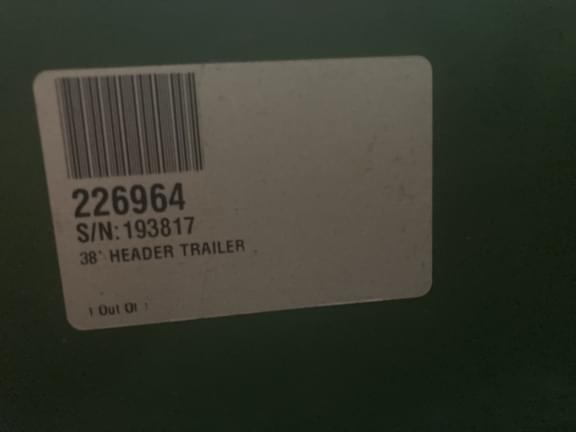 226964
S/N:193817
38' HEADER TRAILER
1 Out Of 1